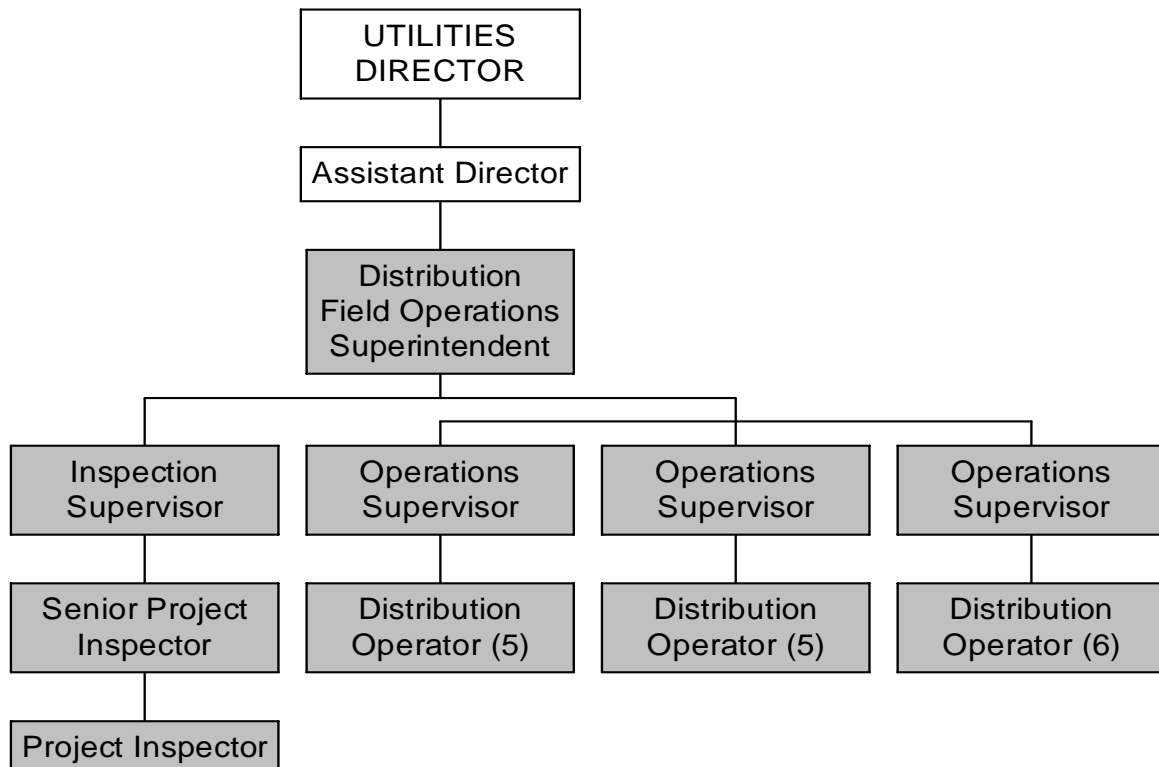 UTILITIES
DIRECTOR
Assistant Director
Distribution
Field Operations
Superintendent
Inspection
Supervisor
Operations
Supervisor
Operations
Supervisor
Operations
Supervisor
Senior Project
Inspector
Distribution
Operator (5)
Distribution
Operator (5)
Distribution
Operator (6)
Project Inspector